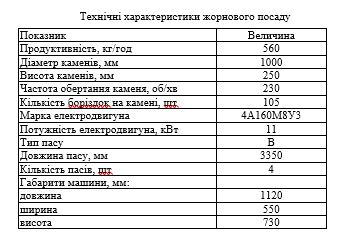 Технічні характеристики жорнового посаду
Показник Величина
Продуктивність, кг/год 560
Діаметр каменів, мм 1000
Висота каменів, мм 250
Частота обертання каменя, об/хв 230
Кількість боріздок на камені, шт 105
Марка електродвигуна 4А160М8У3
Потужність електродвигуна, кВт 11
Тип пасу В
Довжина пасу, мм 3350
Кількість пасів, шт 4
Габарити машини, мм:
довжина 1120
ширина 550
висота 730